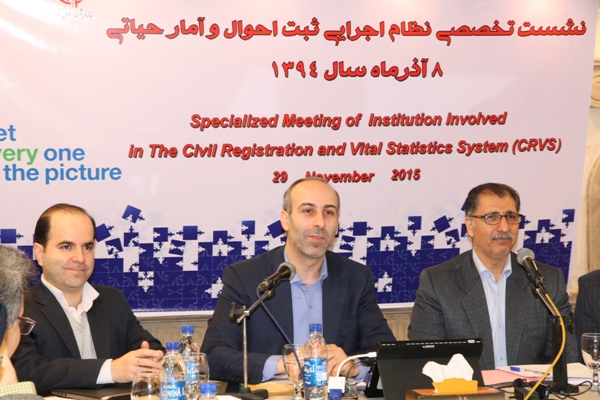 نشست تخصصی نظام اجرایی ثبت احوال و آمار حیاتی
۸ آذرماه سال ۱۳۹۴
Specialized Meeting of Institution Involved
In The Civil Registration and Vital Statistics System (CRVS)
29 November 2015
et
very one
the picture